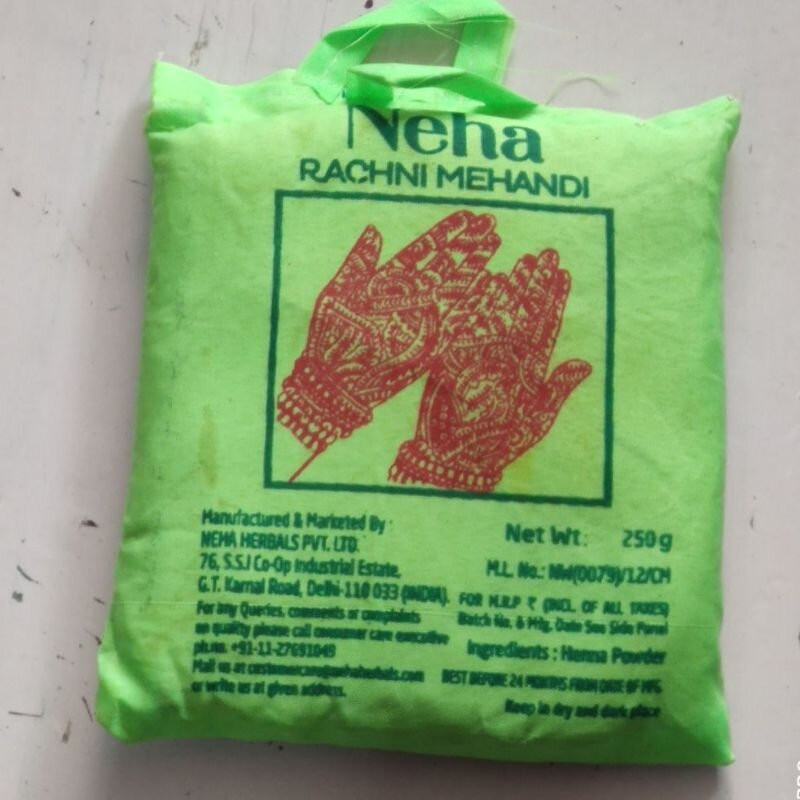 Neha
RACHNI MEHANDI
Manufactured & Marketed By :
NEHA HERBALS PVT. LTD.
76, S.S.I Co-Op Industrial Estate,
G.T. Karnal Road, Delhi-110 033 (INDIA).
For any Queries, comments or complaints
on quality please call consumer care executive
ph.no. +91-11-27691049
Mail us at customercare@nehaherbals.com
or write us at given address.
Net Wt: 250g
M.L. No.: NW(0079)/12/CM
FOR M.R.P ₹ (INCL. OF ALL TAXES)
Batch No. & Mfg. Date See Side Panel
Ingredients : Henna Powder
BEST BEFORE 24 MONTHS FROM DATE OF MFG
Keep in dry and dark place